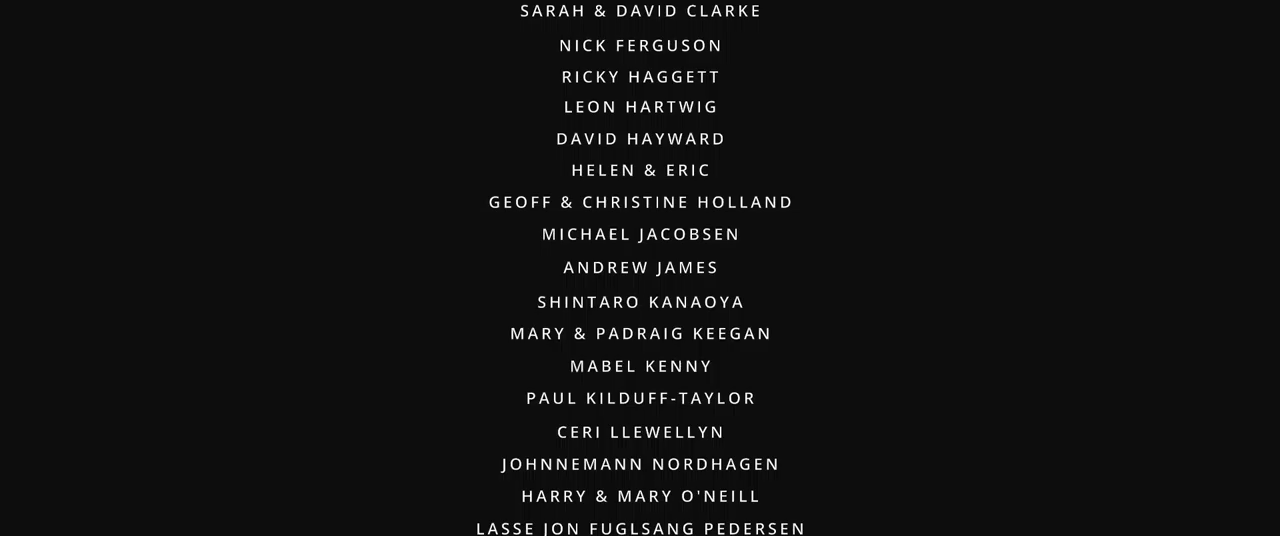 SARAH & DAVID CLARKE
NICK FERGUSON
RICKY HAGGETT
LEON HARTWIG
DAVID HAYWARD
HELEN & ERIC
GEOFF & CHRISTINE HOLLAND
MICHAEL JACOBSEN
ANDREW JAMES
SHINTARO KANAOYA
MARY & PADRAIG KEEGAN
MABEL KENNY
PAUL KILDUFF-TAYLOR
CERI LLEWELLYN
JOHNNEMANN NORDHAGEN
HARRY & MARY O'NEILL
LASSE JON FUGLSANG PEDERSEN